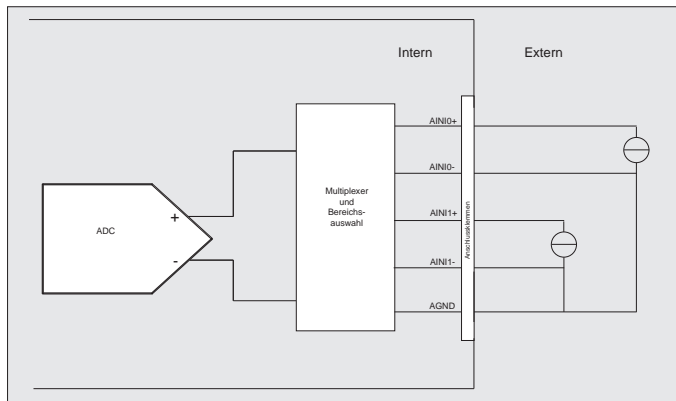 Intern
Extern
AINI0+
AINI0-
AINI1+
AINI1-
AGND
Anschlussklemmen
Multiplexer
und
Bereichs-
auswahl
ADC
+
-